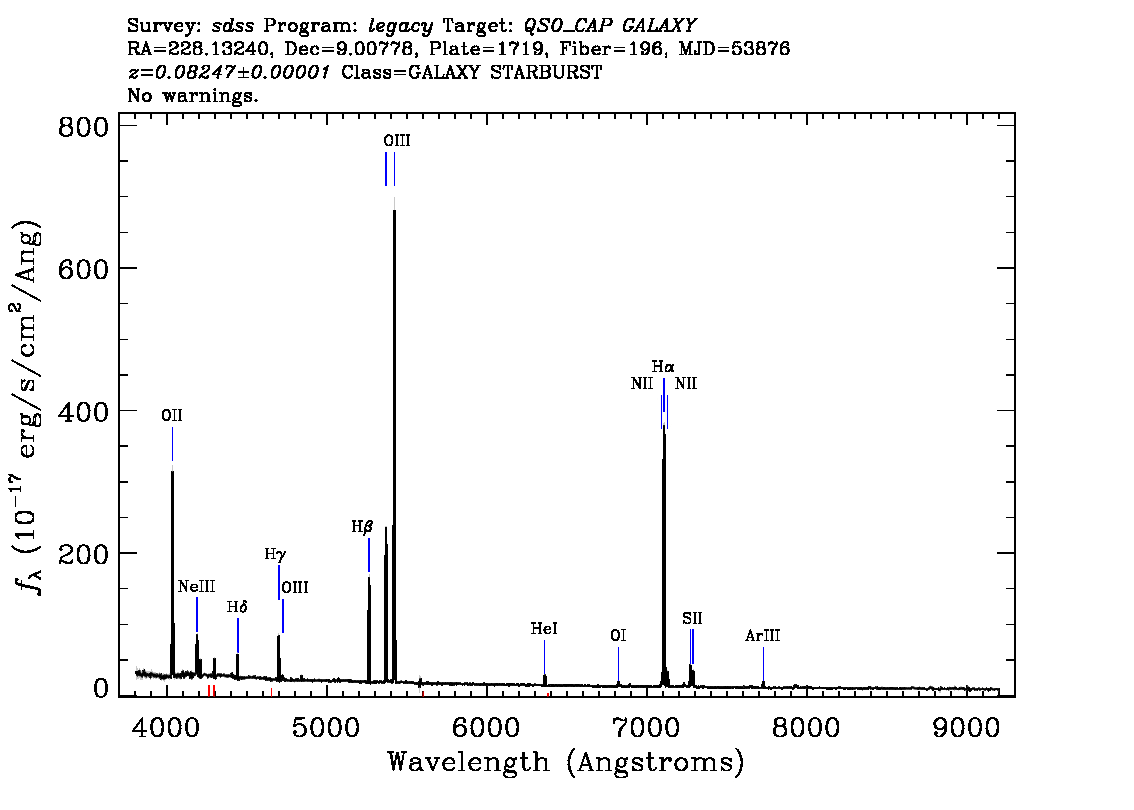 Survey: sdss Program: legacy Target: QSO_CAP GALAXY
RA=228.13240, Dec=9.00778, Plate=1719, Fiber=196, MJD=53876
z=0.08247±0.00001 Class=GALAXY STARBURST
No warnings.
800
600
400
200
0
f_λ (10^−17 erg/s/cm^2/Ang)
OIII
Hα
NII NII
OII
Hβ
Hγ
NeIII OIII
Hδ
HeI OI SII ArIII
4000 5000 6000 7000 8000 9000
Wavelength (Angstroms)